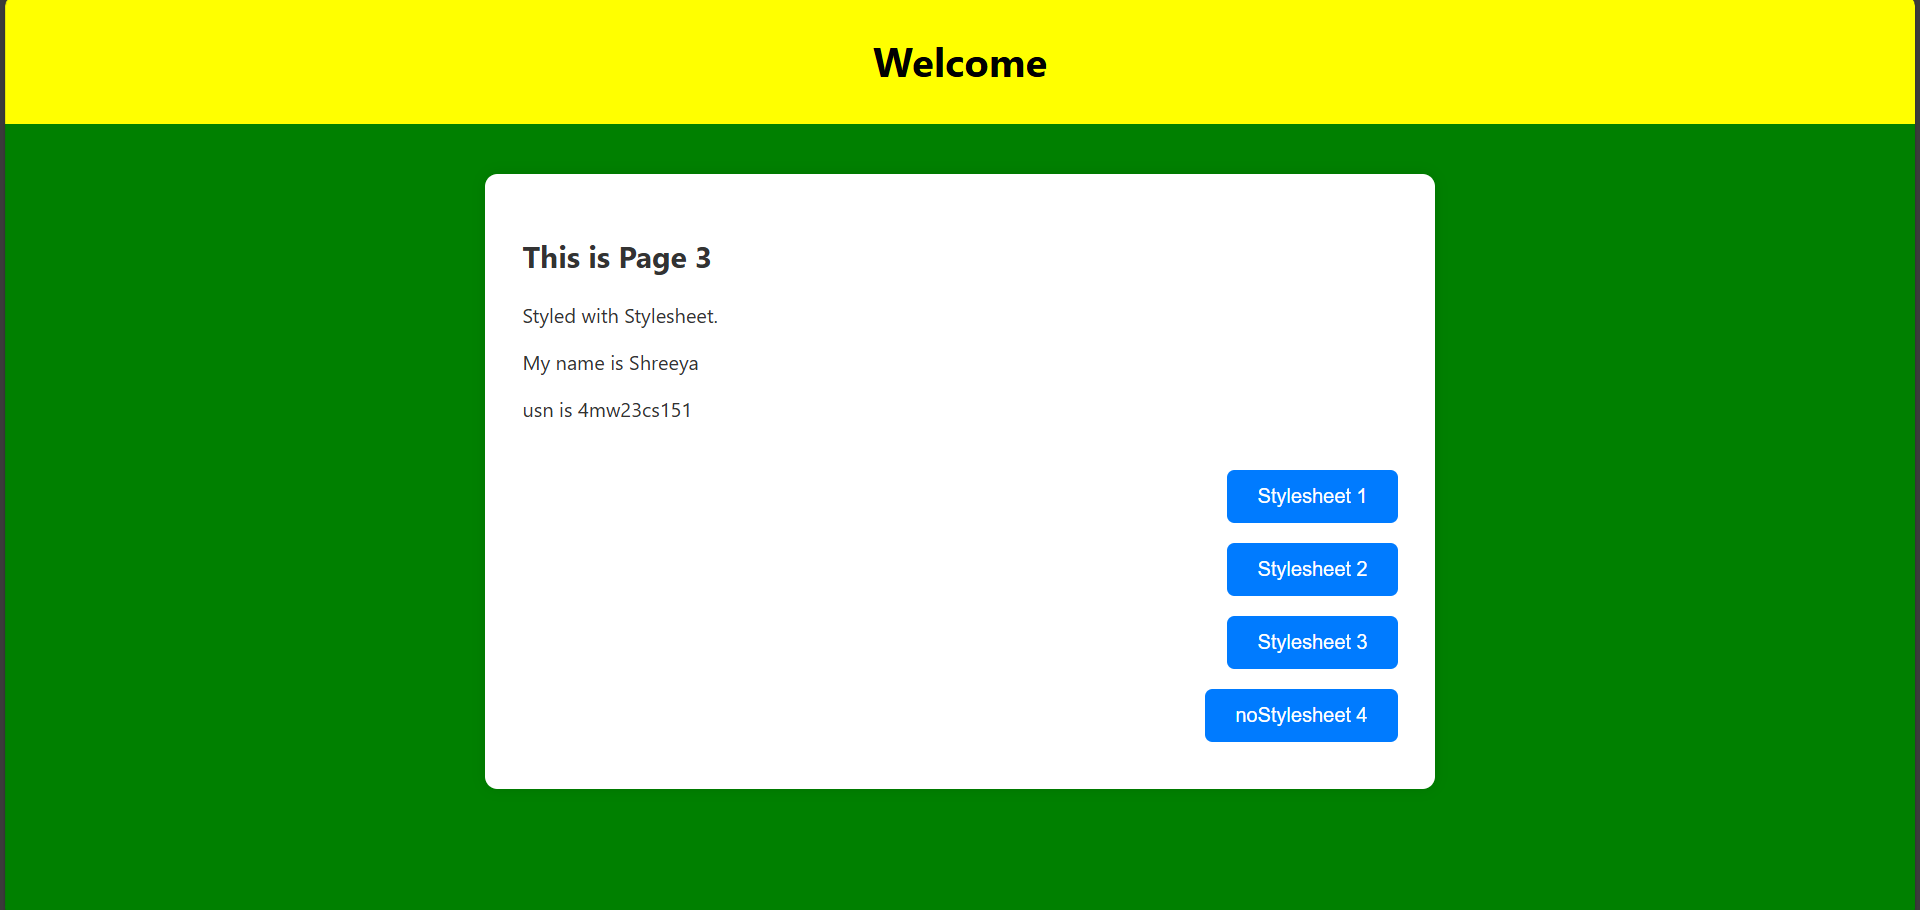 Welcome
This is Page 3
Styled with Stylesheet.
My name is Shreeya
usn is 4mw23cs151
Stylesheet 1
Stylesheet 2
Stylesheet 3
noStylesheet 4